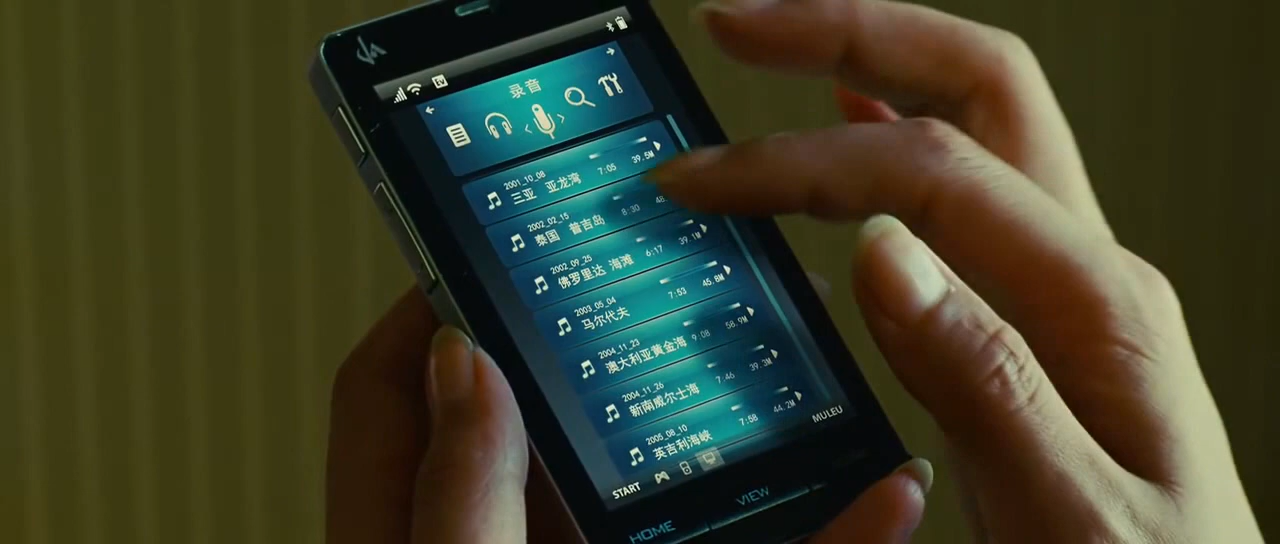 录音
2001_10_08
三亚 亚龙湾 7:05 39.5M
2002_02_15
泰国 普吉岛 8:30 48.
2002_09_25
佛罗里达 海滩 6:17 39.1M
2003_05_04
马尔代夫 7:53 45.8M
2004_11_23
澳大利亚黄金海 9:08 58.9M
2004_11_26
新南威尔士海 7:46 39.3M
2005_08_10
英吉利海峡 7:58 44.2M
START MULEU
HOME VIEW